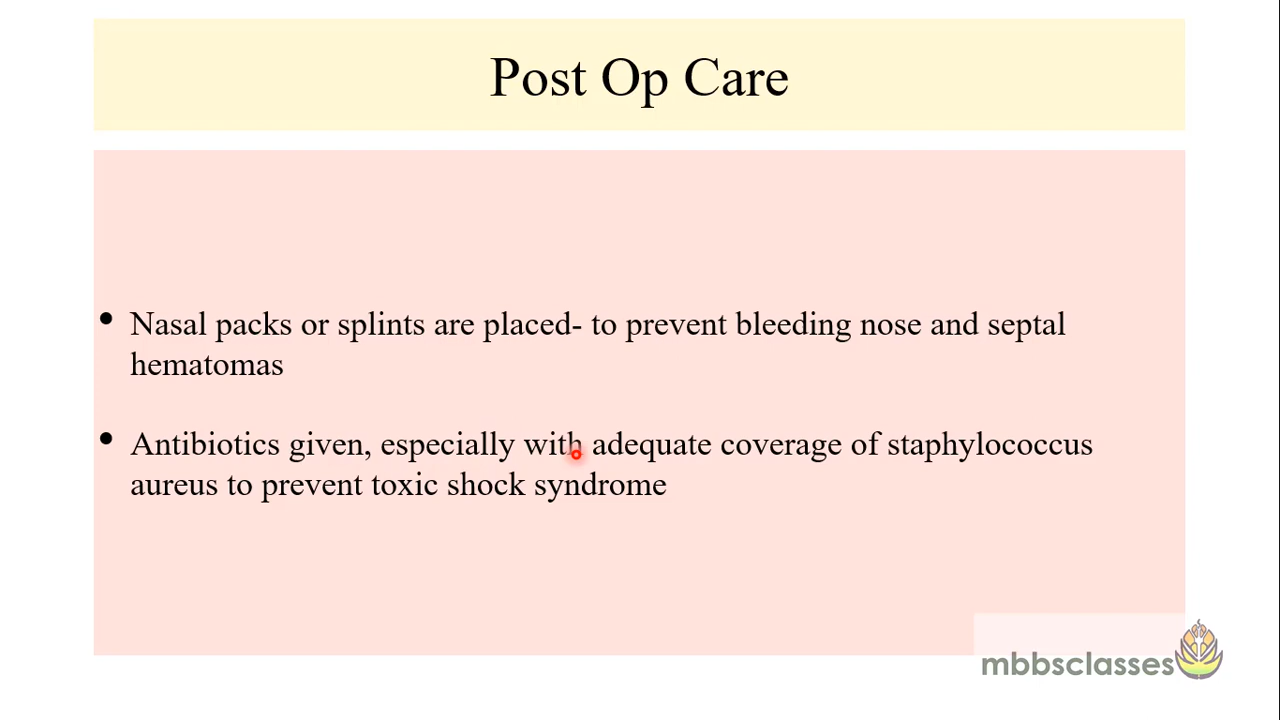 Post Op Care
• Nasal packs or splints are placed- to prevent bleeding nose and septal
hematomas
• Antibiotics given, especially with adequate coverage of staphylococcus
aureus to prevent toxic shock syndrome
mbbsclasses